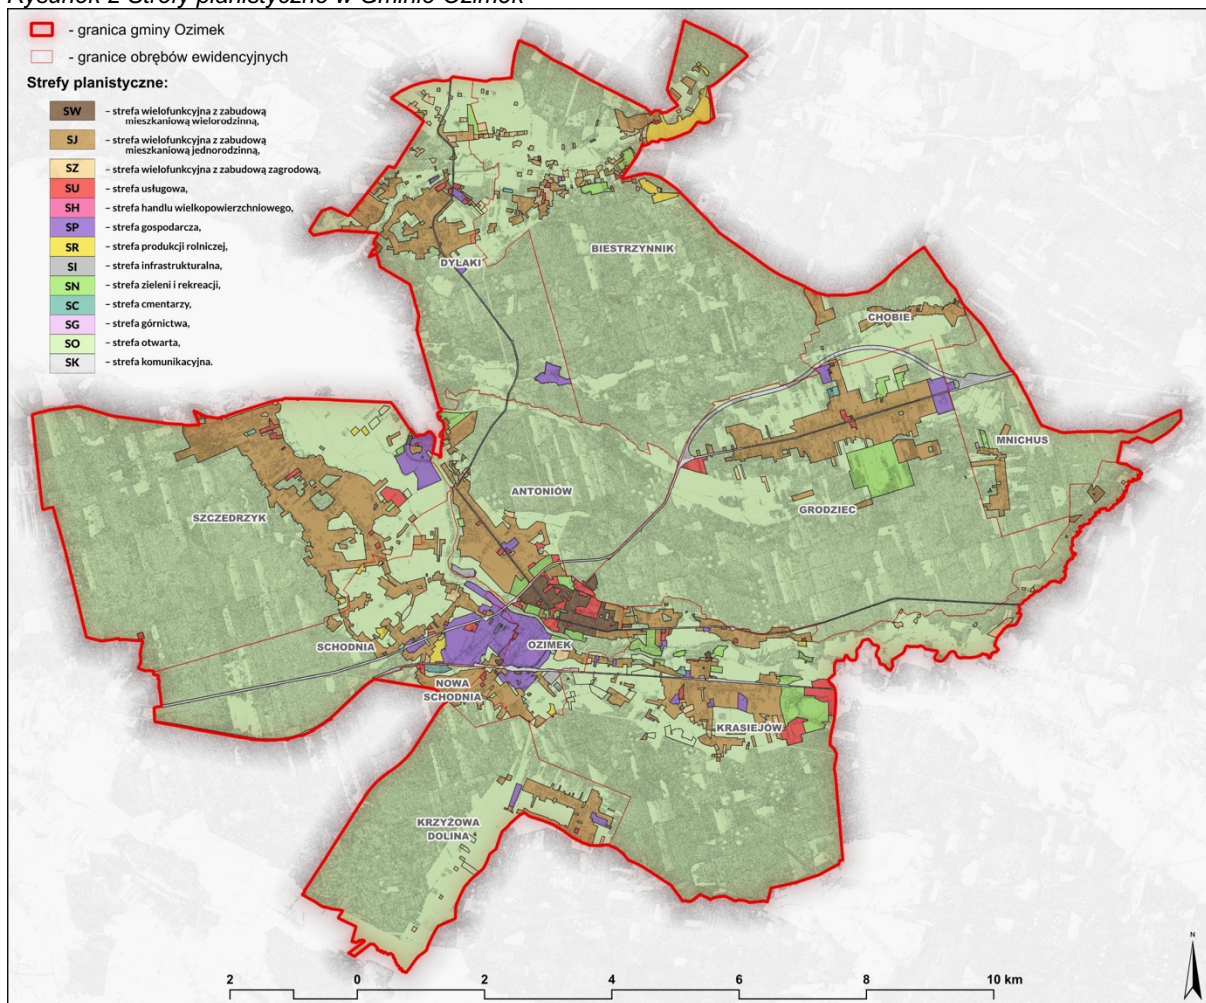 Rysunek 2 Strefy planistyczne w Gminie Ozimek
- granica gminy Ozimek
- granice obrębów ewidencyjnych
Strefy planistyczne:
SW – strefa wielofunkcyjna z zabudową
mieszkaniową wielorodzinną,
SJ – strefa wielofunkcyjna z zabudową
mieszkaniową jednorodzinną,
SZ – strefa wielofunkcyjna z zabudową zagrodową,
SU – strefa usługowa,
SH – strefa handlu wielkopowierzchniowego,
SP – strefa gospodarcza,
SR – strefa produkcji rolniczej,
SI – strefa infrastrukturalna,
SN – strefa zieleni i rekreacji,
SC – strefa cmentarzy,
SG – strefa górnictwa,
SO – strefa otwarta,
SK – strefa komunikacyjna.
BIESTRZYNNIK
DYLAKI
CHOBIE
MNICHUS
ANTONIÓW
GRODZIEC
SZCZEDRZYK
SCHODNIA
OZIMEK
NOWA
SCHODNIA
KRASIEJÓW
KRZYŻOWA
DOLINA
N
2 0 2 4 6 8 10 km